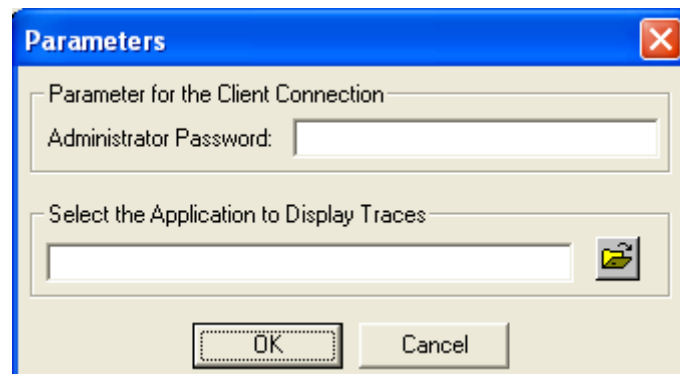 Parameters
Parameter for the Client Connection
Administrator Password:
Select the Application to Display Traces
OK Cancel